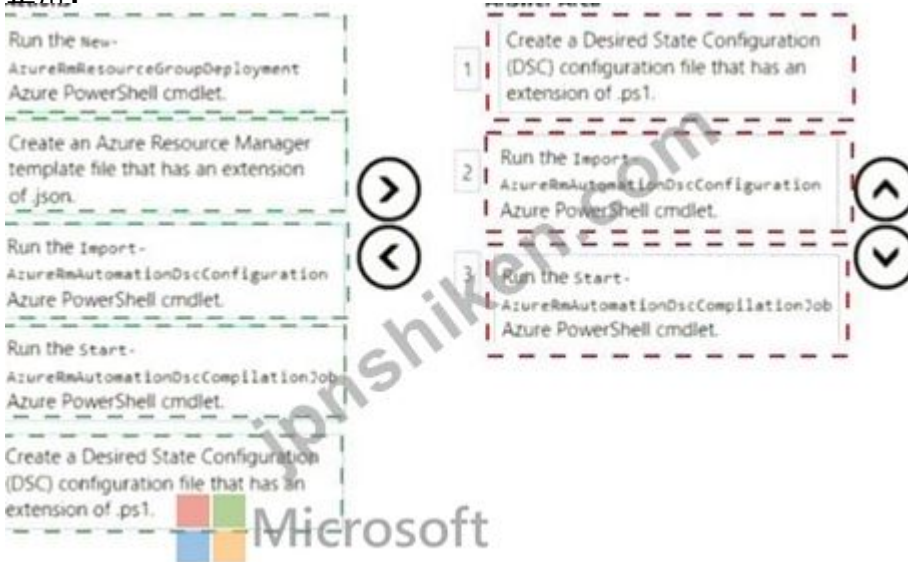 Run the New-
AzureRmResourceGroupDeployment
Azure PowerShell cmdlet.
Create an Azure Resource Manager
template file that has an extension
of .json.
Run the Import-
AzureRmAutomationDscConfiguration
Azure PowerShell cmdlet.
Run the Start-
AzureRmAutomationDscCompilationJob
Azure PowerShell cmdlet.
Create a Desired State Configuration
(DSC) configuration file that has an
extension of .ps1.
Answer Area
1
Create a Desired State Configuration
(DSC) configuration file that has an
extension of .ps1.
2
Run the Import-
AzureRmAutomationDscConfiguration
Azure PowerShell cmdlet.
3
Run the Start-
AzureRmAutomationDscCompilationJob
Azure PowerShell cmdlet.
jpnshiken.com
Microsoft